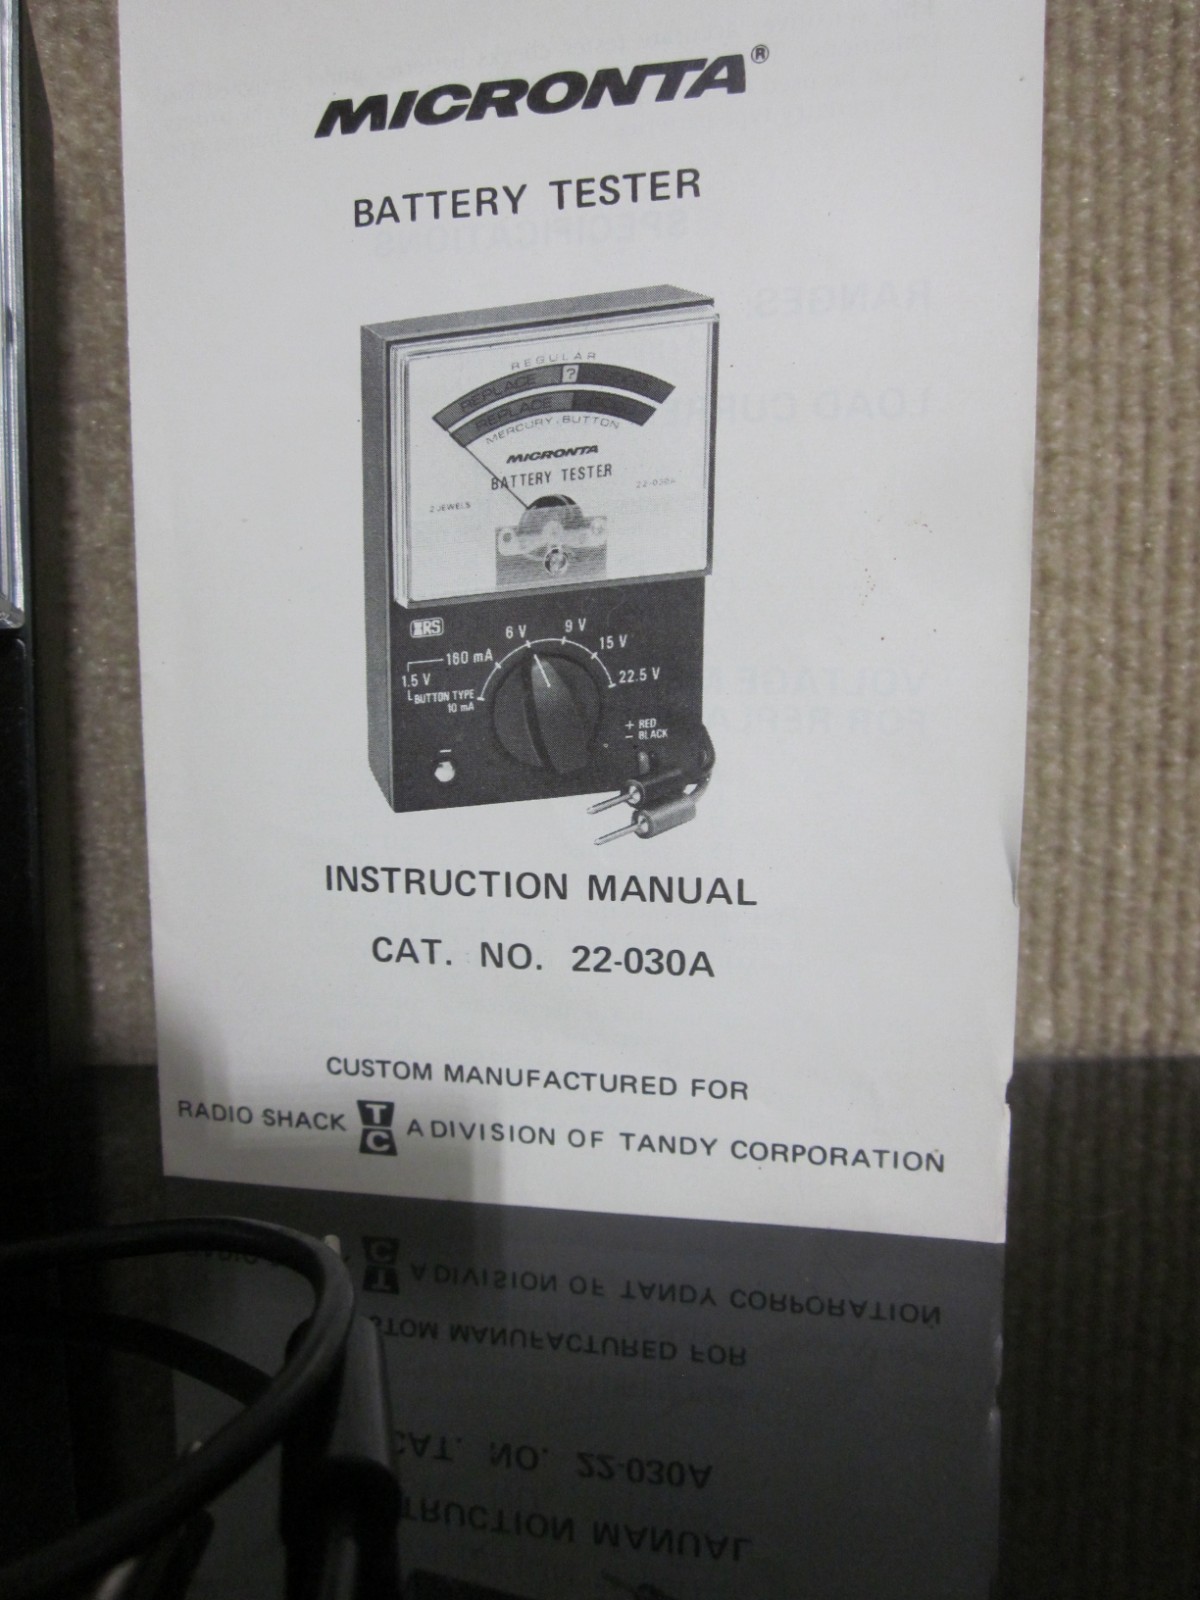 MICRONTA®
BATTERY TESTER
REGULAR
REPLACE ?
REPLACE
MERCURY, BUTTON
MICRONTA
BATTERY TESTER
2 JEWELS
22-030A
RS
6 V 9 V
180 mA 15 V
1.5 V 22.5 V
BUTTON TYPE
10 mA
+ RED
- BLACK
INSTRUCTION MANUAL
CAT. NO. 22-030A
CUSTOM MANUFACTURED FOR
RADIO SHACK TC A DIVISION OF TANDY CORPORATION